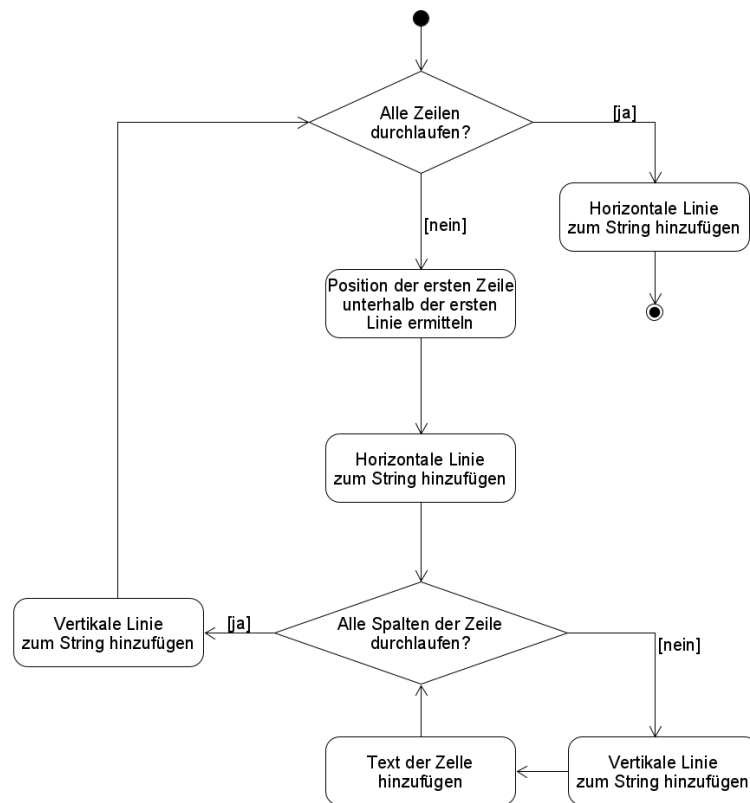 Alle Zeilen
durchlaufen?
[ja]
Horizontale Linie
zum String hinzufügen
[nein]
Position der ersten Zeile
unterhalb der ersten
Linie ermitteln
Horizontale Linie
zum String hinzufügen
Alle Spalten der Zeile
durchlaufen?
[ja]
Vertikale Linie
zum String hinzufügen
[nein]
Vertikale Linie
zum String hinzufügen
Text der Zelle
hinzufügen